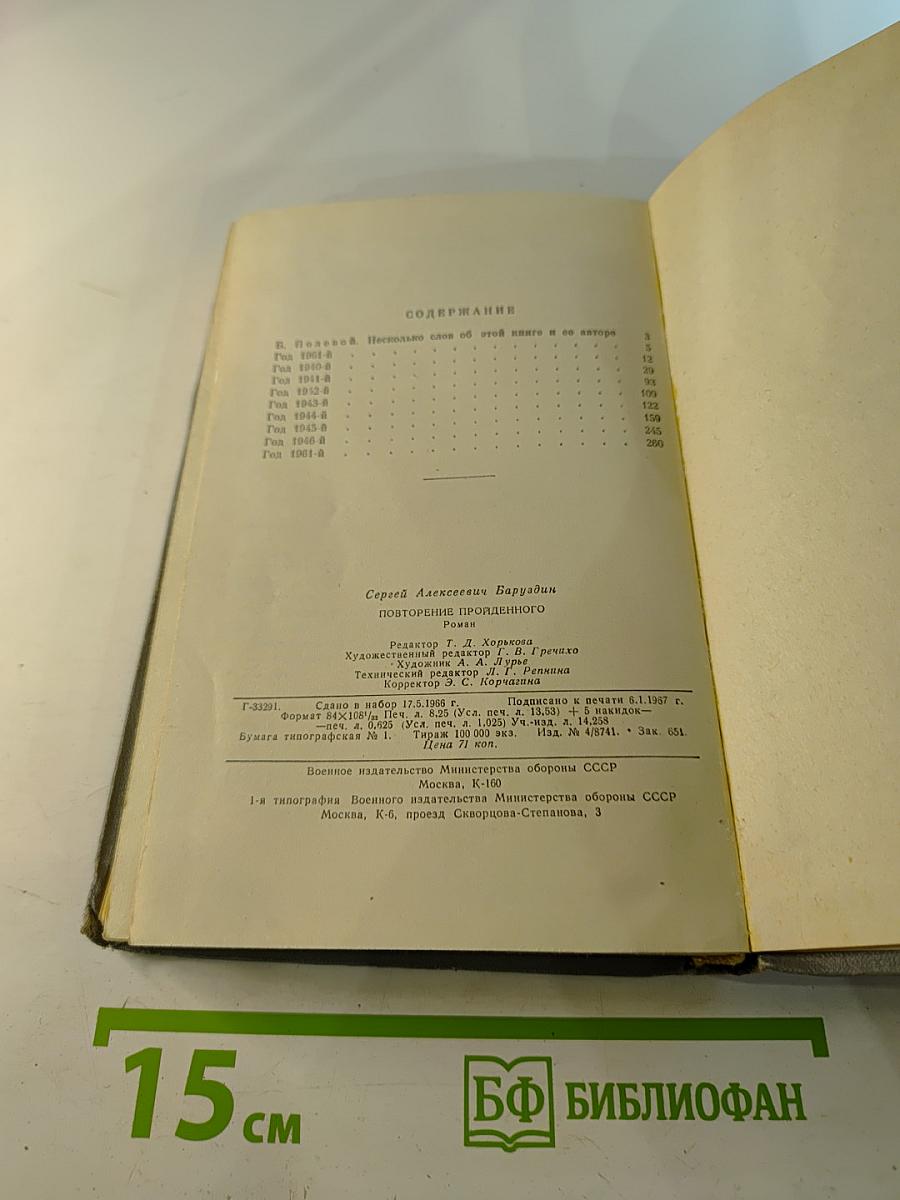 СОДЕРЖАНИЕ
Б. Полевой. Несколько слов об этой книге и ее авторе 3
Год 1961-й 5
Год 1940-й 12
Год 1941-й 29
Год 1942-й 93
Год 1943-й 109
Год 1944-й 122
Год 1945-й 159
Год 1946-й 245
Год 1961-й 260
Сергей Алексеевич Баруздин
ПОВТОРЕНИЕ ПРОЙДЕННОГО
Роман
Редактор Т. Д. Хорькова
Художественный редактор Г. В. Гречихо
Художник А. А. Лурье
Технический редактор Л. Г. Репнина
Корректор Э. С. Корчагина
Г-33291. Сдано в набор 17.5.1966 г. Подписано к печати 6.1.1967 г.
Формат 84×108¹/₃₂ Печ. л. 8,25 (Усл. печ. л. 13,53) + 5 накидок—
—печ. л. 0,625 (Усл. печ. л. 1,025) Уч.-изд. л. 14,258
Бумага типографская № 1. Тираж 100 000 экз. Изд. № 4/8741. • Зак. 651.
Цена 71 коп.
Военное издательство Министерства обороны СССР
Москва, К-160
1-я типография Военного издательства Министерства обороны СССР
Москва, К-6, проезд Скворцова-Степанова, 3
15 см
БФ БИБЛИОФАН